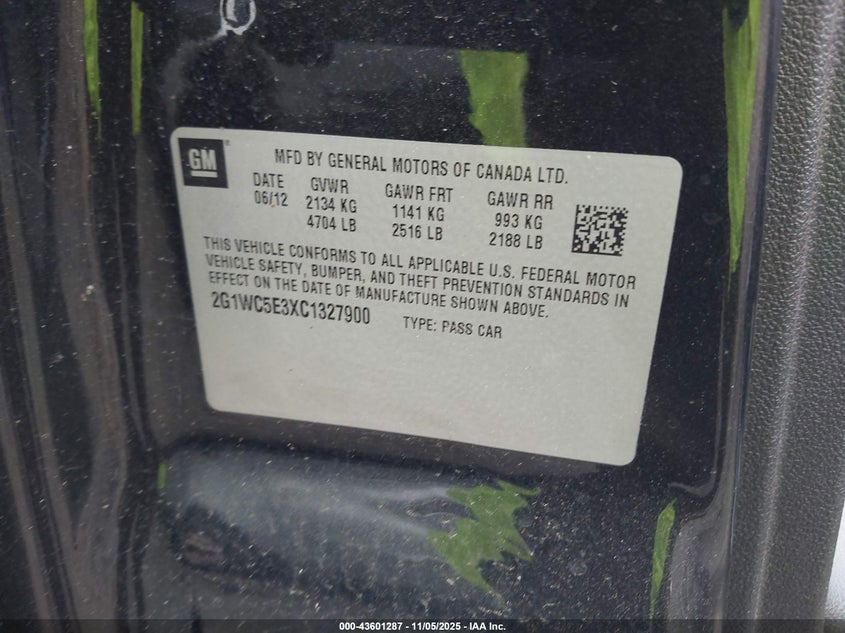 GM
MFD BY GENERAL MOTORS OF CANADA LTD.
DATE GVWR GAWR FRT GAWR RR
06/12 2134 KG 1141 KG 993 KG
4704 LB 2516 LB 2188 LB
THIS VEHICLE CONFORMS TO ALL APPLICABLE U.S. FEDERAL MOTOR
VEHICLE SAFETY, BUMPER, AND THEFT PREVENTION STANDARDS IN
EFFECT ON THE DATE OF MANUFACTURE SHOWN ABOVE.
2G1WC5E3XC1327900 TYPE: PASS CAR
000-43601287 - 11/05/2025 - IAA Inc.